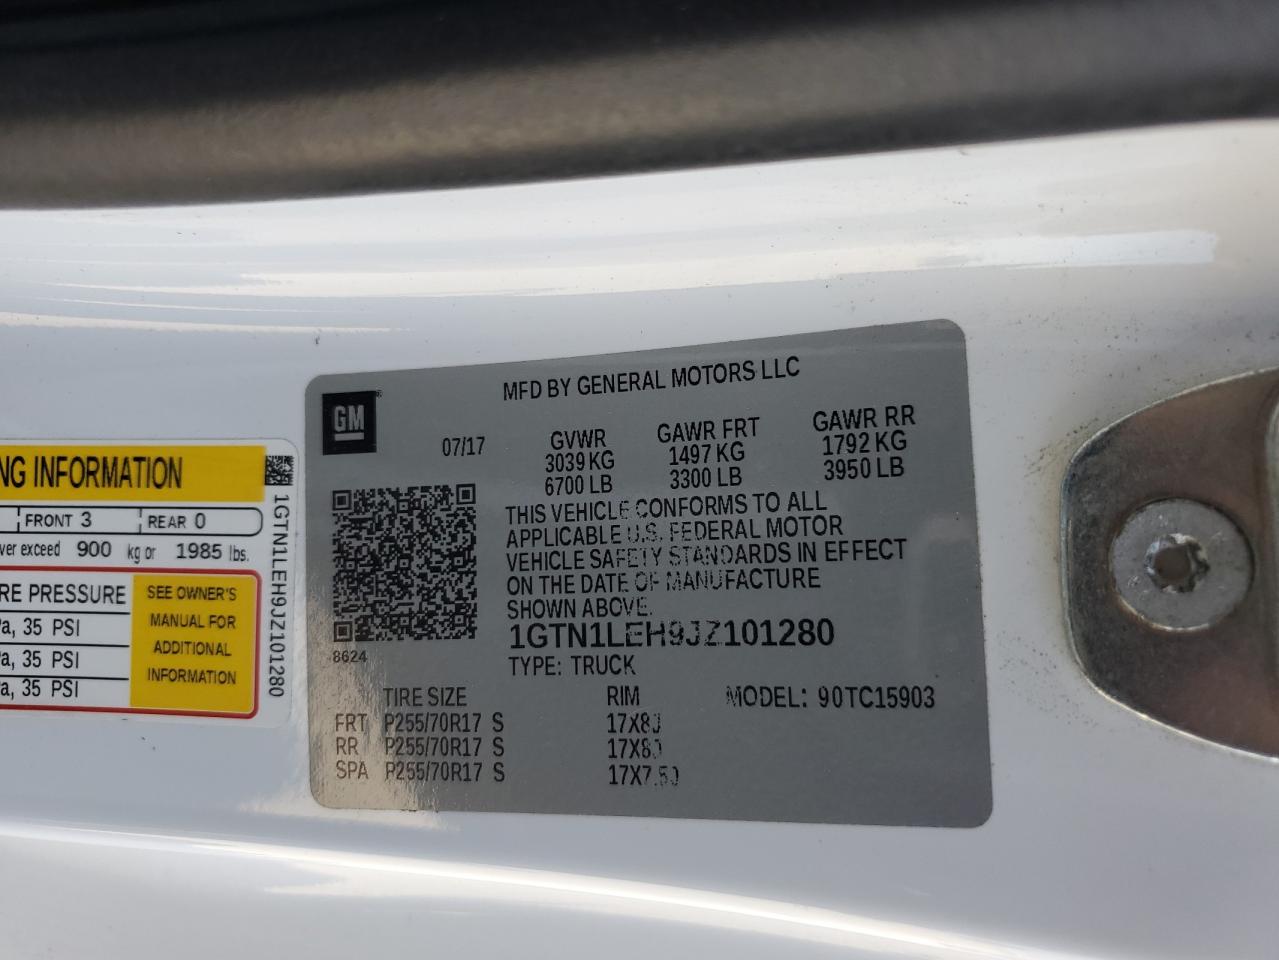 GM
MFD BY GENERAL MOTORS LLC
07/17
GVWR GAWR FRT GAWR RR
3039 KG 1497 KG 1792 KG
6700 LB 3300 LB 3950 LB
THIS VEHICLE CONFORMS TO ALL
APPLICABLE U.S. FEDERAL MOTOR
VEHICLE SAFETY STANDARDS IN EFFECT
ON THE DATE OF MANUFACTURE
SHOWN ABOVE.
1GTN1LEH9JZ101280
TYPE: TRUCK
8624
TIRE SIZE RIM MODEL: 90TC15903
FRT P255/70R17 S 17X8J
RR P255/70R17 S 17X8J
SPA P255/70R17 S 17X7.5J
NG INFORMATION
FRONT 3 REAR 0
ver exceed 900 kg or 1985 lbs.
RE PRESSURE
a, 35 PSI
a, 35 PSI
a, 35 PSI
SEE OWNER'S
MANUAL FOR
ADDITIONAL
INFORMATION
1GTN1LEH9JZ101280